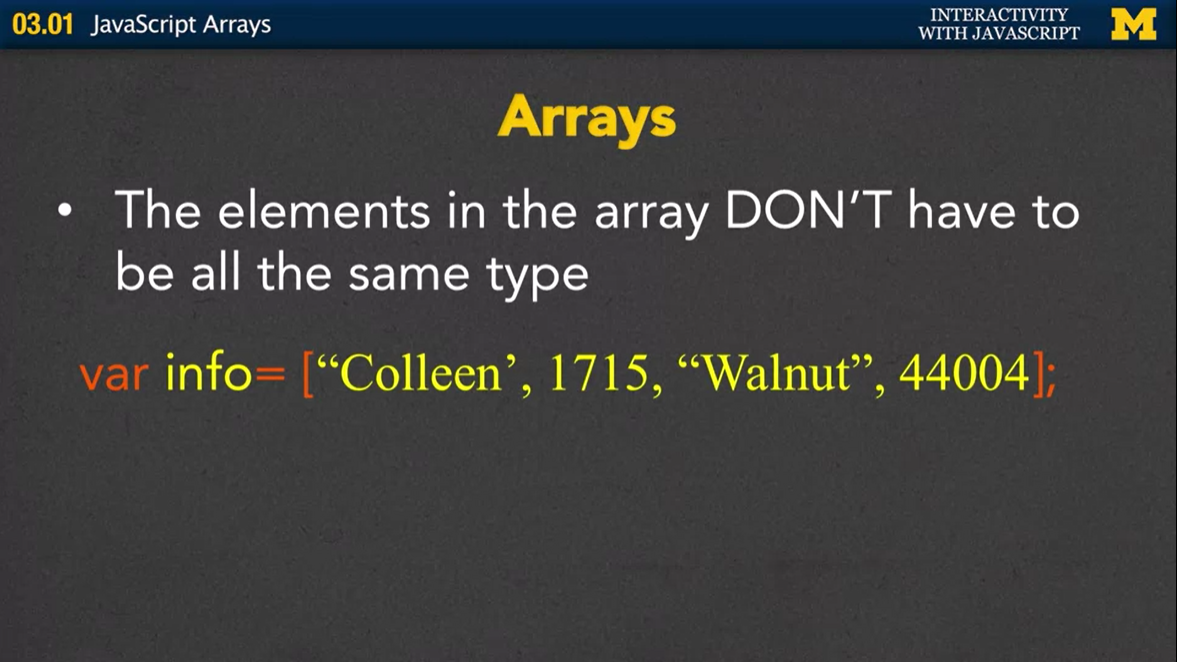 03.01 JavaScript Arrays
INTERACTIVITY
WITH JAVASCRIPT
M
Arrays
• The elements in the array DON’T have to
be all the same type
var info= [“Colleen’, 1715, “Walnut”, 44004];